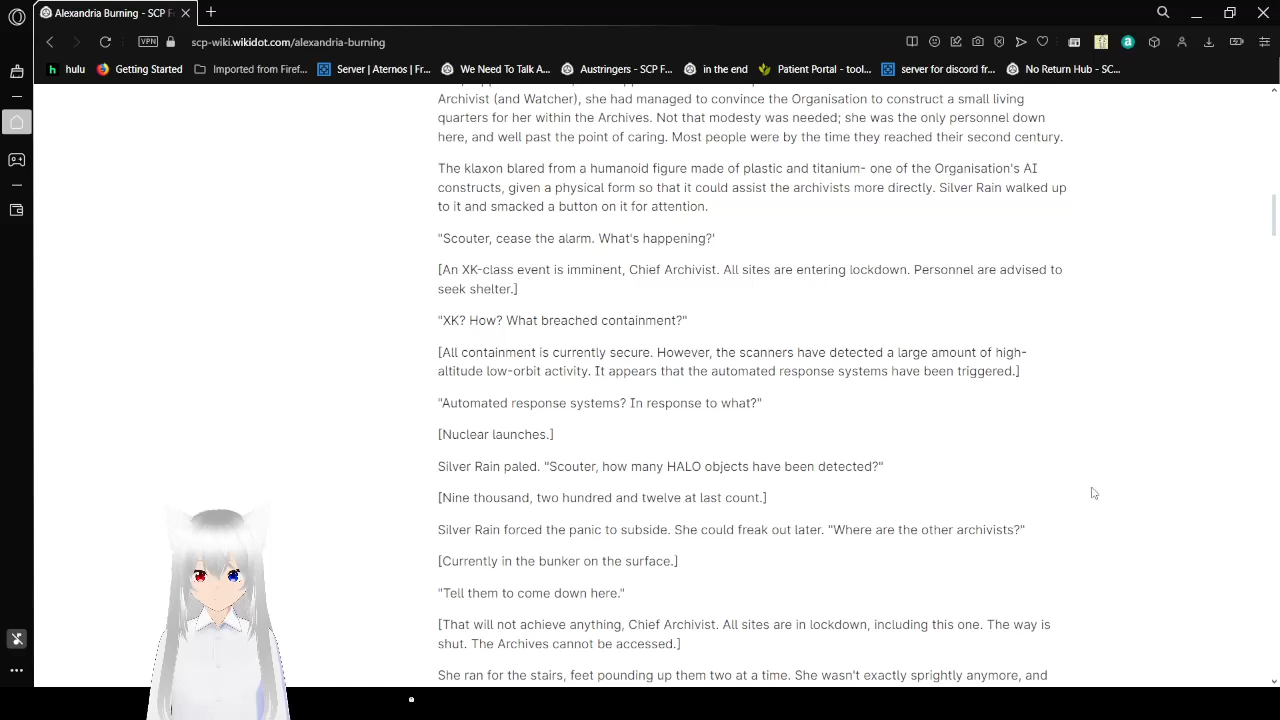 Alexandria Burning - SCP F
VPN
scp-wiki.wikidot.com/alexandria-burning
hulu
Getting Started
Imported from Firef...
Server | Aternos | Fr...
We Need To Talk A...
Austringers - SCP F...
in the end
Patient Portal - tool...
server for discord fr...
No Return Hub - SC...
Archivist (and Watcher), she had managed to convince the Organisation to construct a small living
quarters for her within the Archives. Not that modesty was needed; she was the only personnel down
here, and well past the point of caring. Most people were by the time they reached their second century.
The klaxon blared from a humanoid figure made of plastic and titanium- one of the Organisation's AI
constructs, given a physical form so that it could assist the archivists more directly. Silver Rain walked up
to it and smacked a button on it for attention.
"Scouter, cease the alarm. What's happening?'
[An XK-class event is imminent, Chief Archivist. All sites are entering lockdown. Personnel are advised to
seek shelter.]
"XK? How? What breached containment?"
[All containment is currently secure. However, the scanners have detected a large amount of high-
altitude low-orbit activity. It appears that the automated response systems have been triggered.]
"Automated response systems? In response to what?"
[Nuclear launches.]
Silver Rain paled. "Scouter, how many HALO objects have been detected?"
[Nine thousand, two hundred and twelve at last count.]
Silver Rain forced the panic to subside. She could freak out later. "Where are the other archivists?"
[Currently in the bunker on the surface.]
"Tell them to come down here."
[That will not achieve anything, Chief Archivist. All sites are in lockdown, including this one. The way is
shut. The Archives cannot be accessed.]
She ran for the stairs, feet pounding up them two at a time. She wasn't exactly sprightly anymore, and